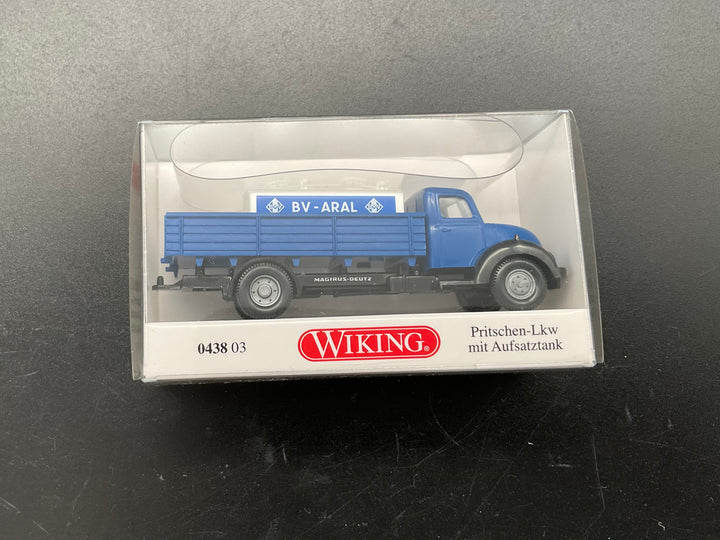 BV-ARAL
MAGIRUS-DEUTZ
0438 03
WIKING®
Pritschen-Lkw
mit Aufsatztank